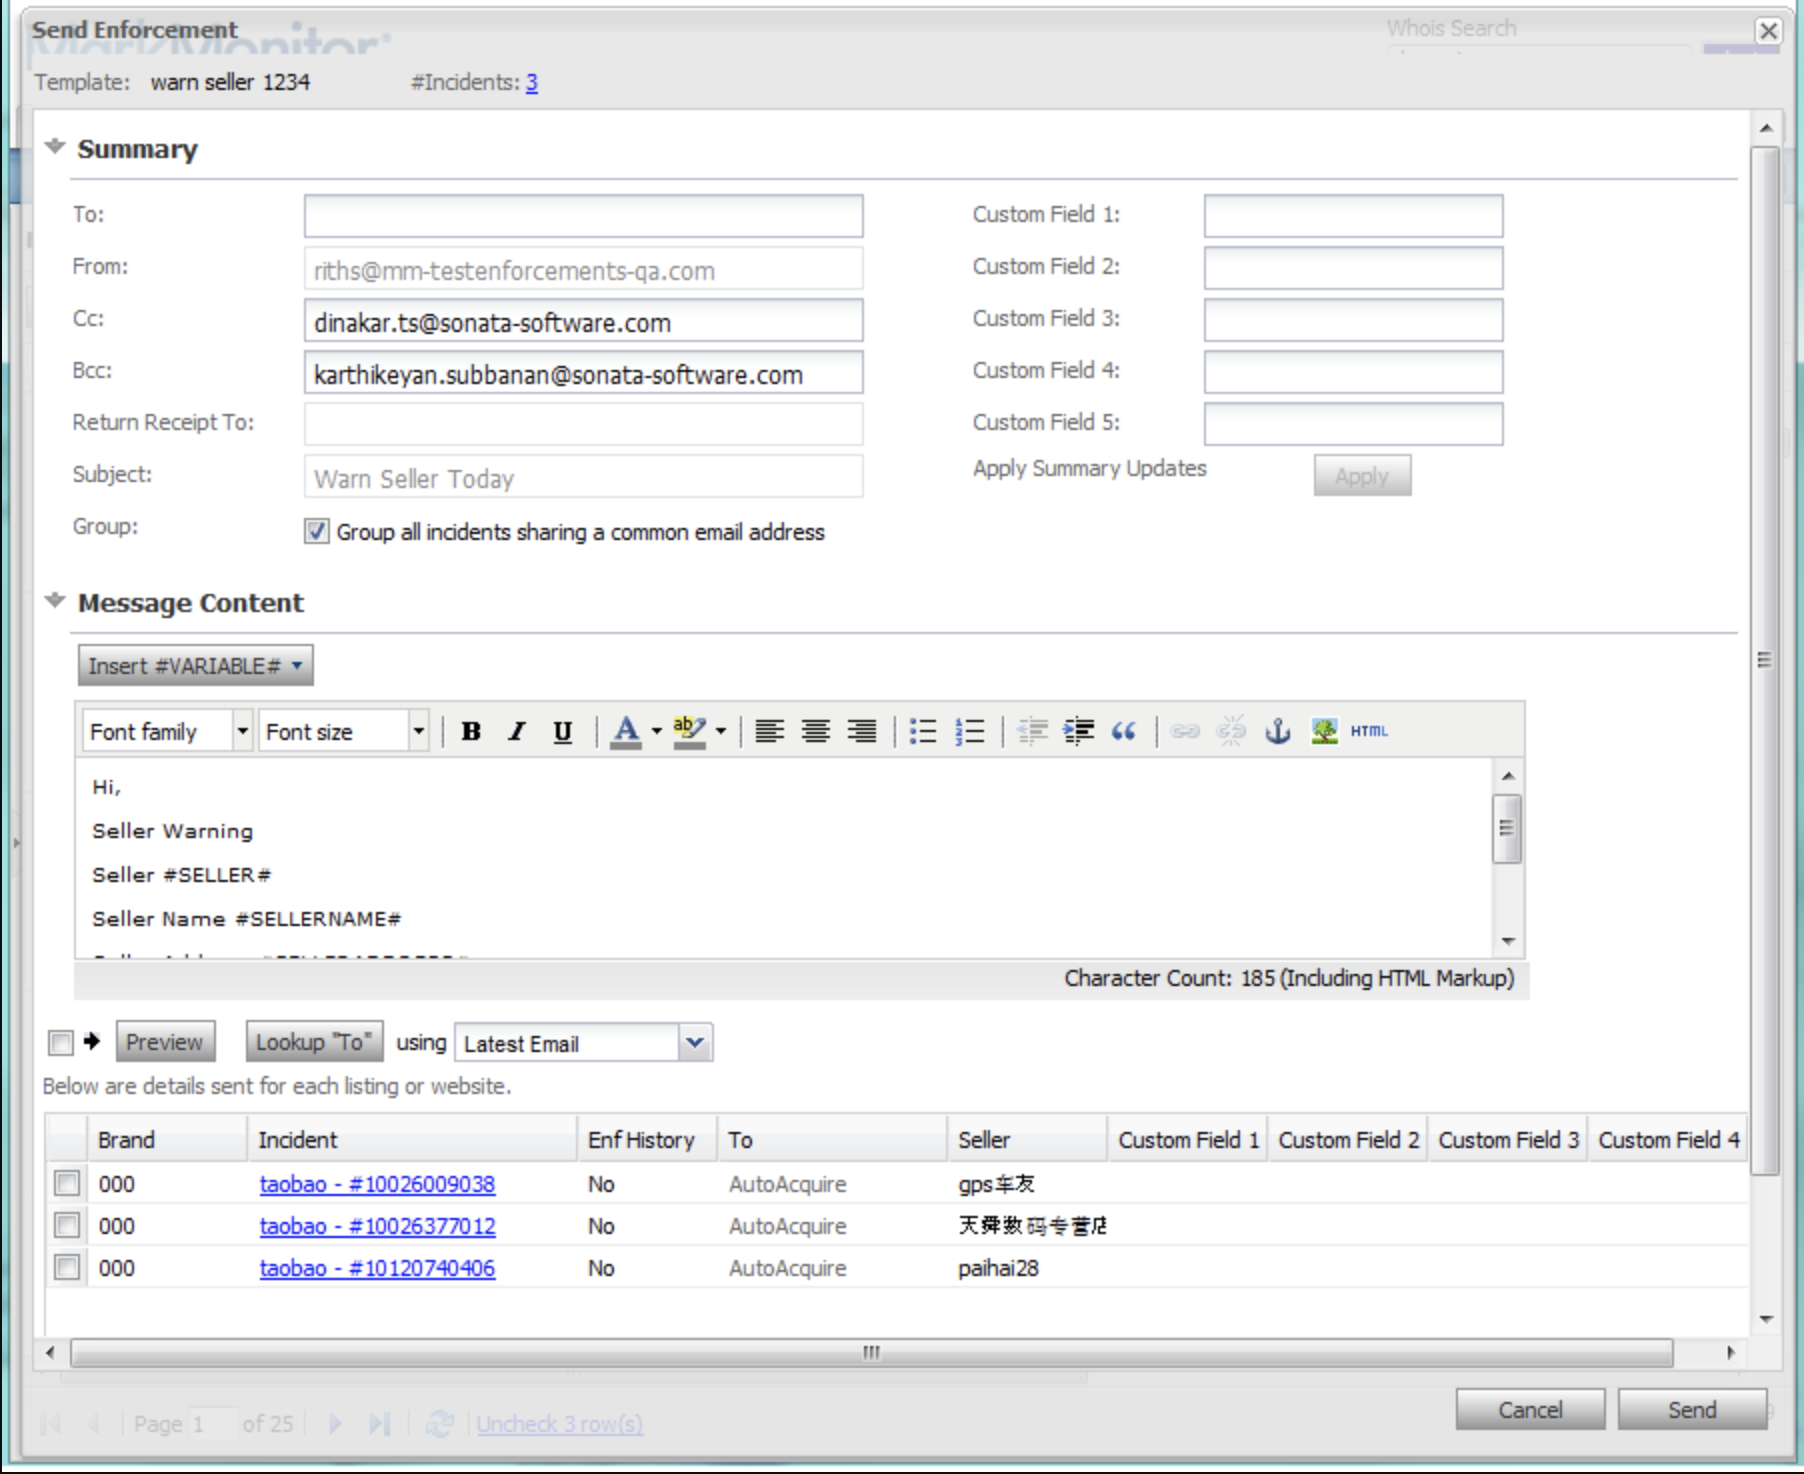 Send Enforcement
MarkMonitor
Whois Search
Template: warn seller 1234 #Incidents: 3
Summary
To:
From: riths@mm-testenforcements-qa.com
Cc: dinakar.ts@sonata-software.com
Bcc: karthikeyan.subbanan@sonata-software.com
Return Receipt To:
Subject: Warn Seller Today
Group: Group all incidents sharing a common email address
Custom Field 1:
Custom Field 2:
Custom Field 3:
Custom Field 4:
Custom Field 5:
Apply Summary Updates Apply
Message Content
Insert #VARIABLE#
Font family Font size B I U A ab HTML
Hi,
Seller Warning
Seller #SELLER#
Seller Name #SELLERNAME#
Character Count: 185 (Including HTML Markup)
Preview Lookup "To" using Latest Email
Below are details sent for each listing or website.
Brand Incident Enf History To Seller Custom Field 1 Custom Field 2 Custom Field 3 Custom Field 4
000 taobao - #10026009038 No AutoAcquire gps车友
000 taobao - #10026377012 No AutoAcquire 天舜数码专营店
000 taobao - #10120740406 No AutoAcquire paihai28
Page 1 of 25 Uncheck 3 row(s)
Cancel Send